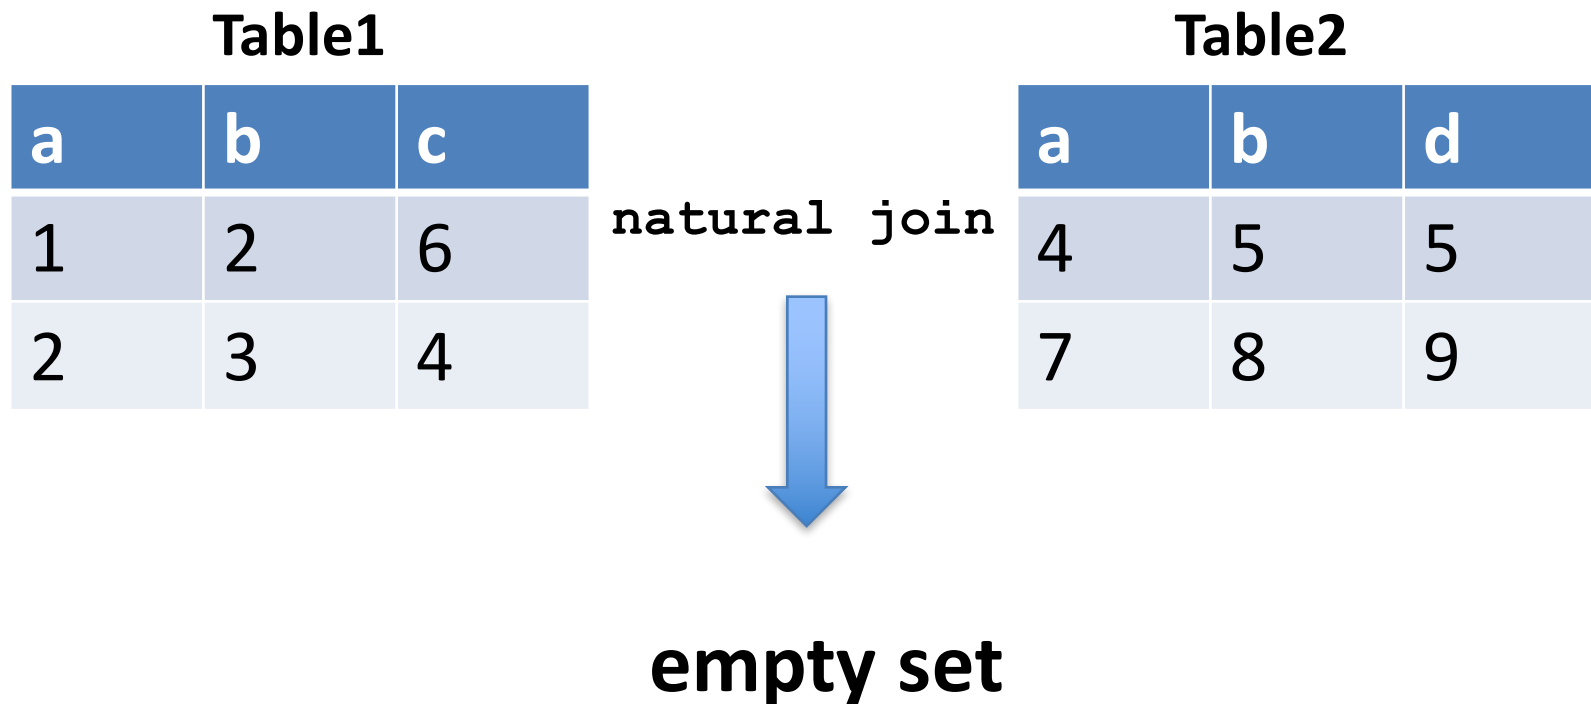 Table1
Table2
a b c
a b d
1 2 6
natural join
4 5 5
2 3 4
7 8 9
empty set